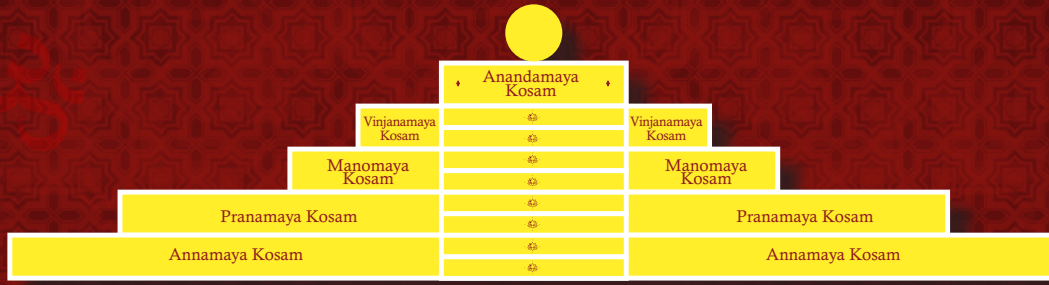 Anandamaya
Kosam
Vinjanamaya
Kosam
Vinjanamaya
Kosam
Manomaya
Kosam
Manomaya
Kosam
Pranamaya Kosam
Pranamaya Kosam
Annamaya Kosam
Annamaya Kosam